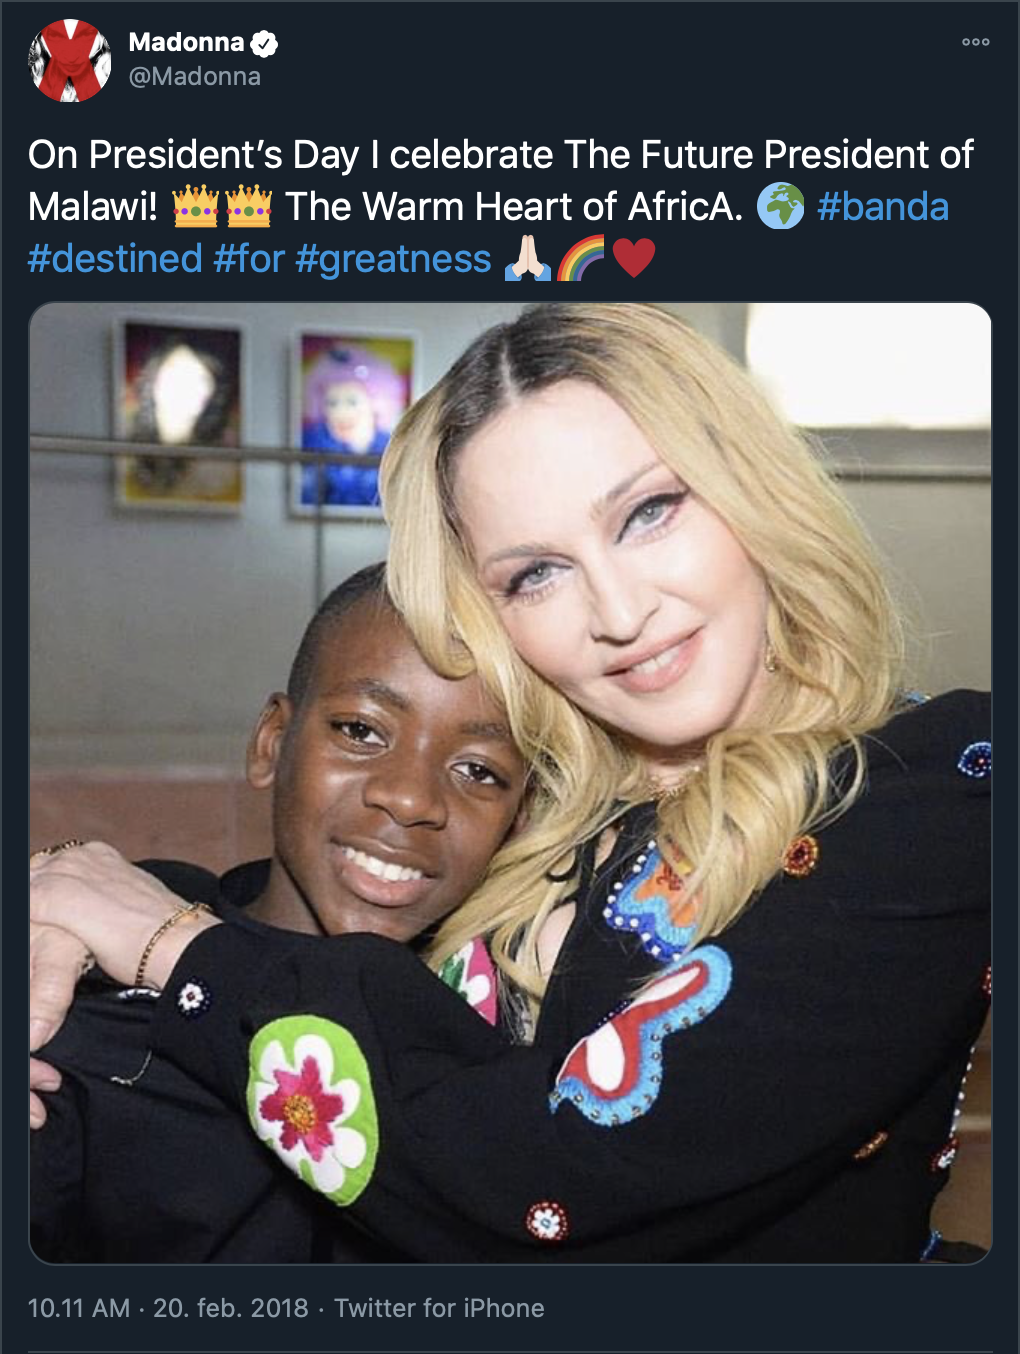 Madonna
@Madonna
On President’s Day I celebrate The Future President of
Malawi! 👑👑 The Warm Heart of AfricA. 🌍 #banda
#destined #for #greatness 🙏🏻🌈❤️
10.11 AM · 20. feb. 2018 · Twitter for iPhone